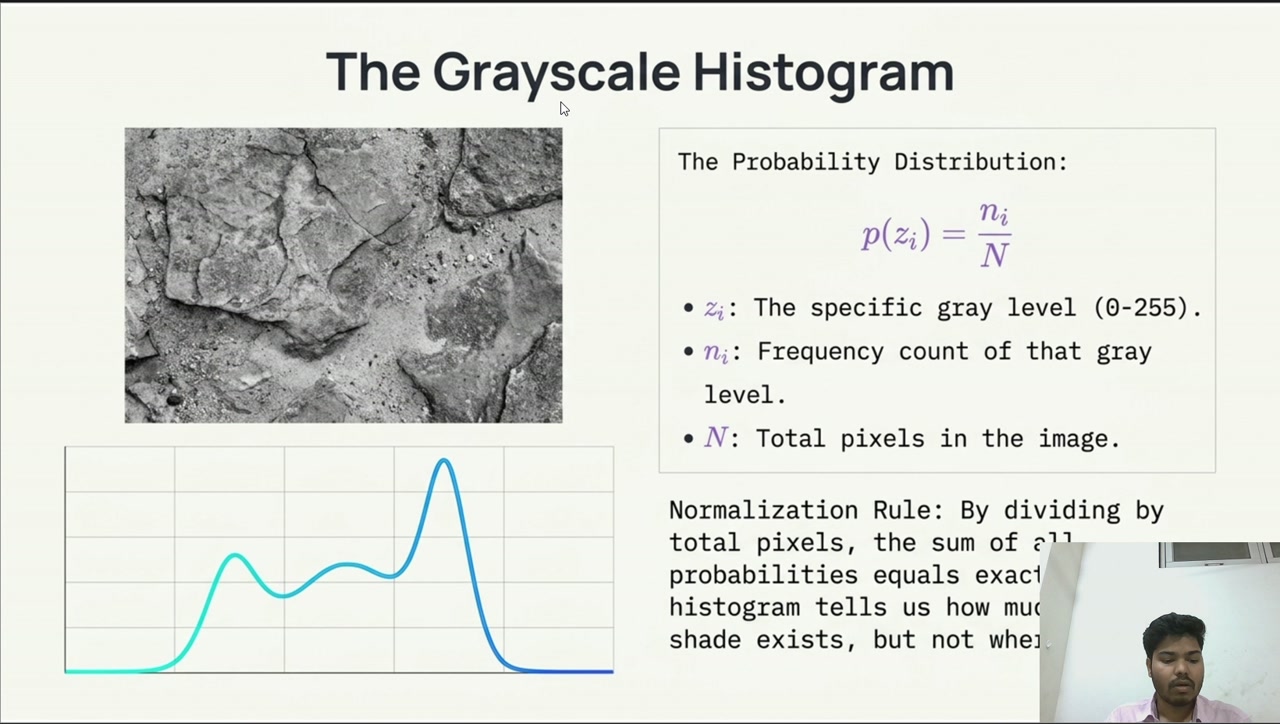 The Grayscale Histogram
The Probability Distribution:
p(z_i) = n_i / N
• z_i: The specific gray level (0-255).
• n_i: Frequency count of that gray
level.
• N: Total pixels in the image.
Normalization Rule: By dividing by
total pixels, the sum of all
probabilities equals
histogram tells us how
shade exists, but not